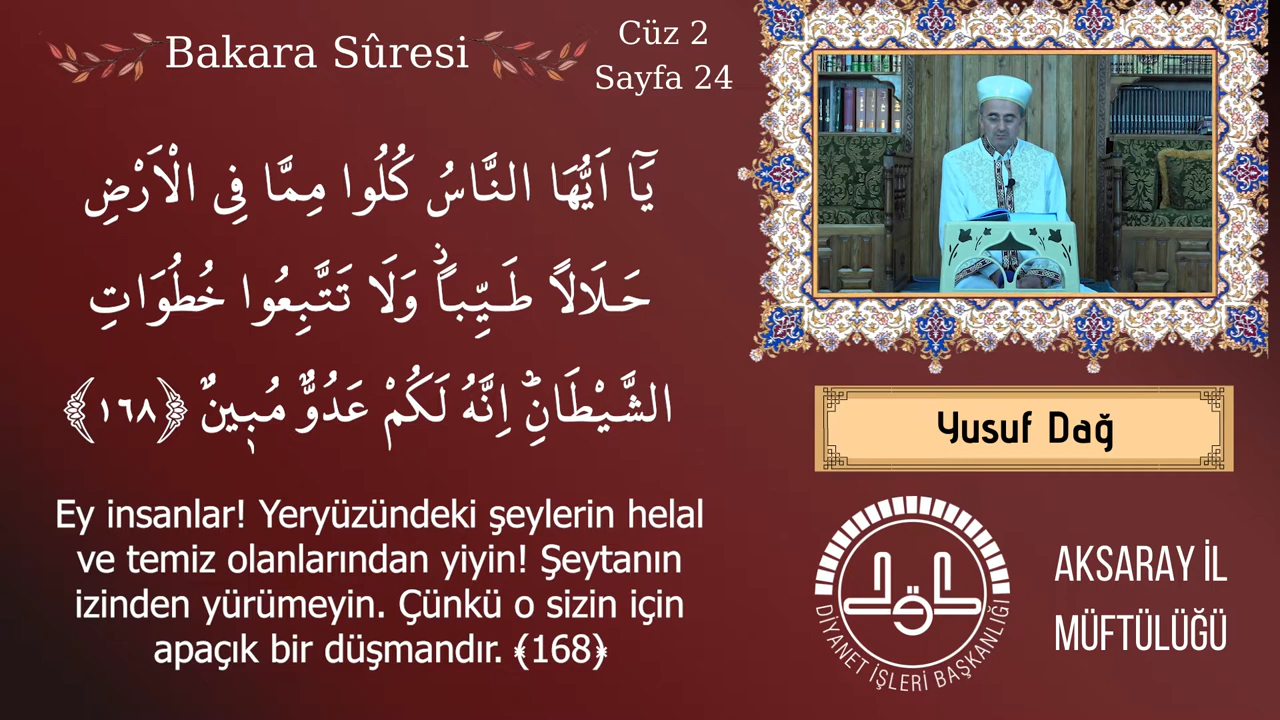 Bakara Sûresi
Cüz 2
Sayfa 24
يَٓا اَيُّهَا النَّاسُ كُلُوا مِمَّا فِي الْاَرْضِ
حَلَالاً طَيِّباًۘ وَلَا تَتَّبِعُوا خُطُوَاتِ
الشَّيْطَانِۜ اِنَّهُ لَكُمْ عَدُوٌّ مُب۪ينٌ ﴿١٦٨﴾
Ey insanlar! Yeryüzündeki şeylerin helal
ve temiz olanlarından yiyin! Şeytanın
izinden yürümeyin. Çünkü o sizin için
apaçık bir düşmandır. ﴾168﴿
Yusuf Dağ
DİYANET İŞLERİ BAŞKANLIĞI
AKSARAY İL
MÜFTÜLÜĞÜ